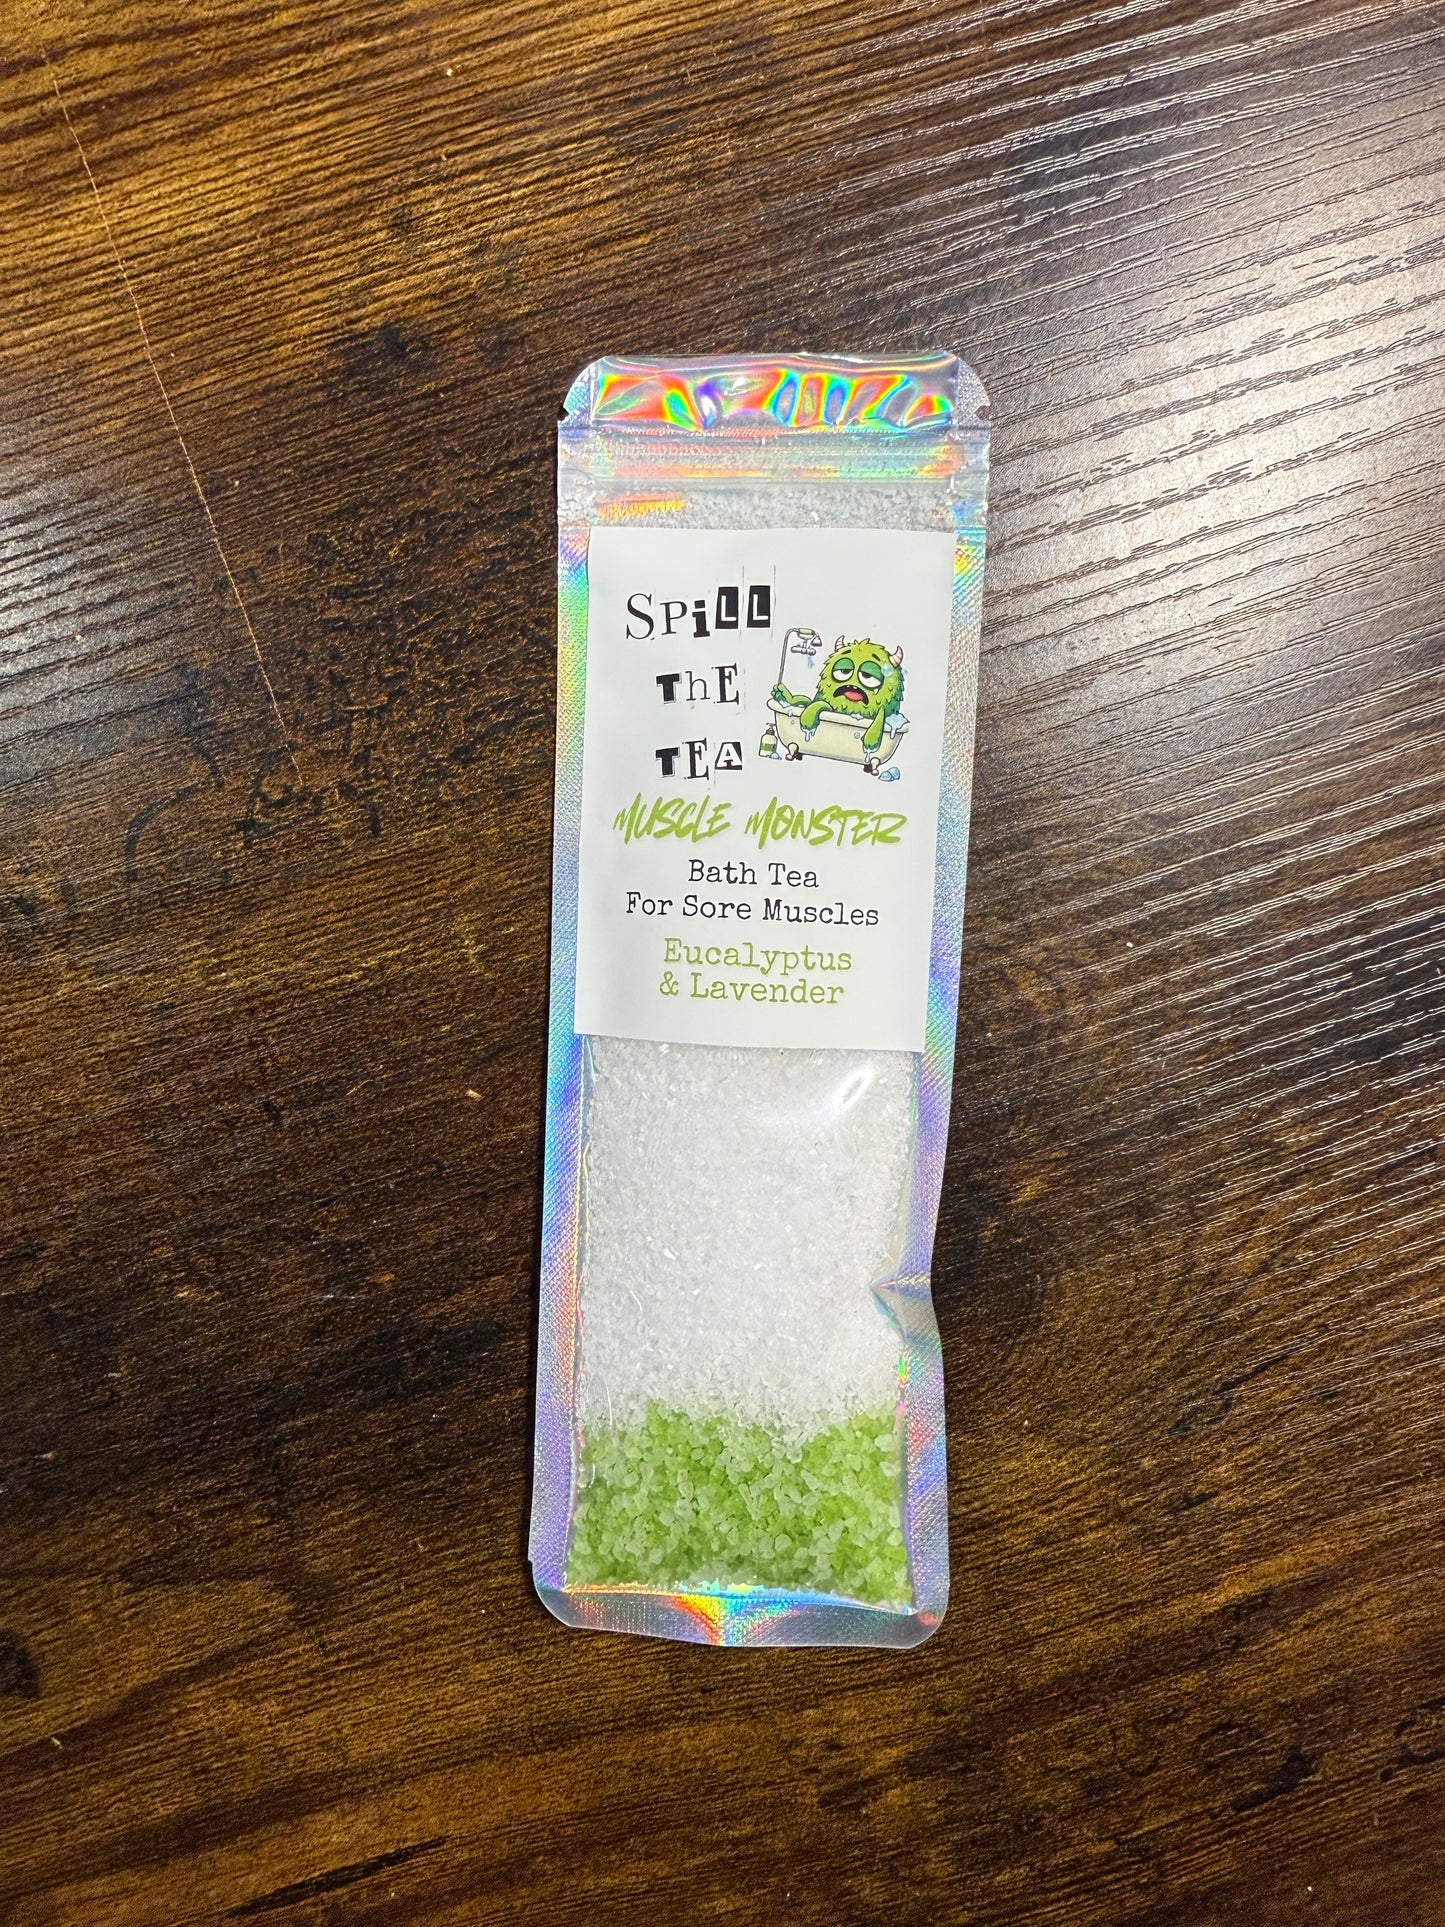 SPiLL
ThE
TEA
MUSCLE MONSTER
Bath Tea
For Sore Muscles
Eucalyptus
& Lavender